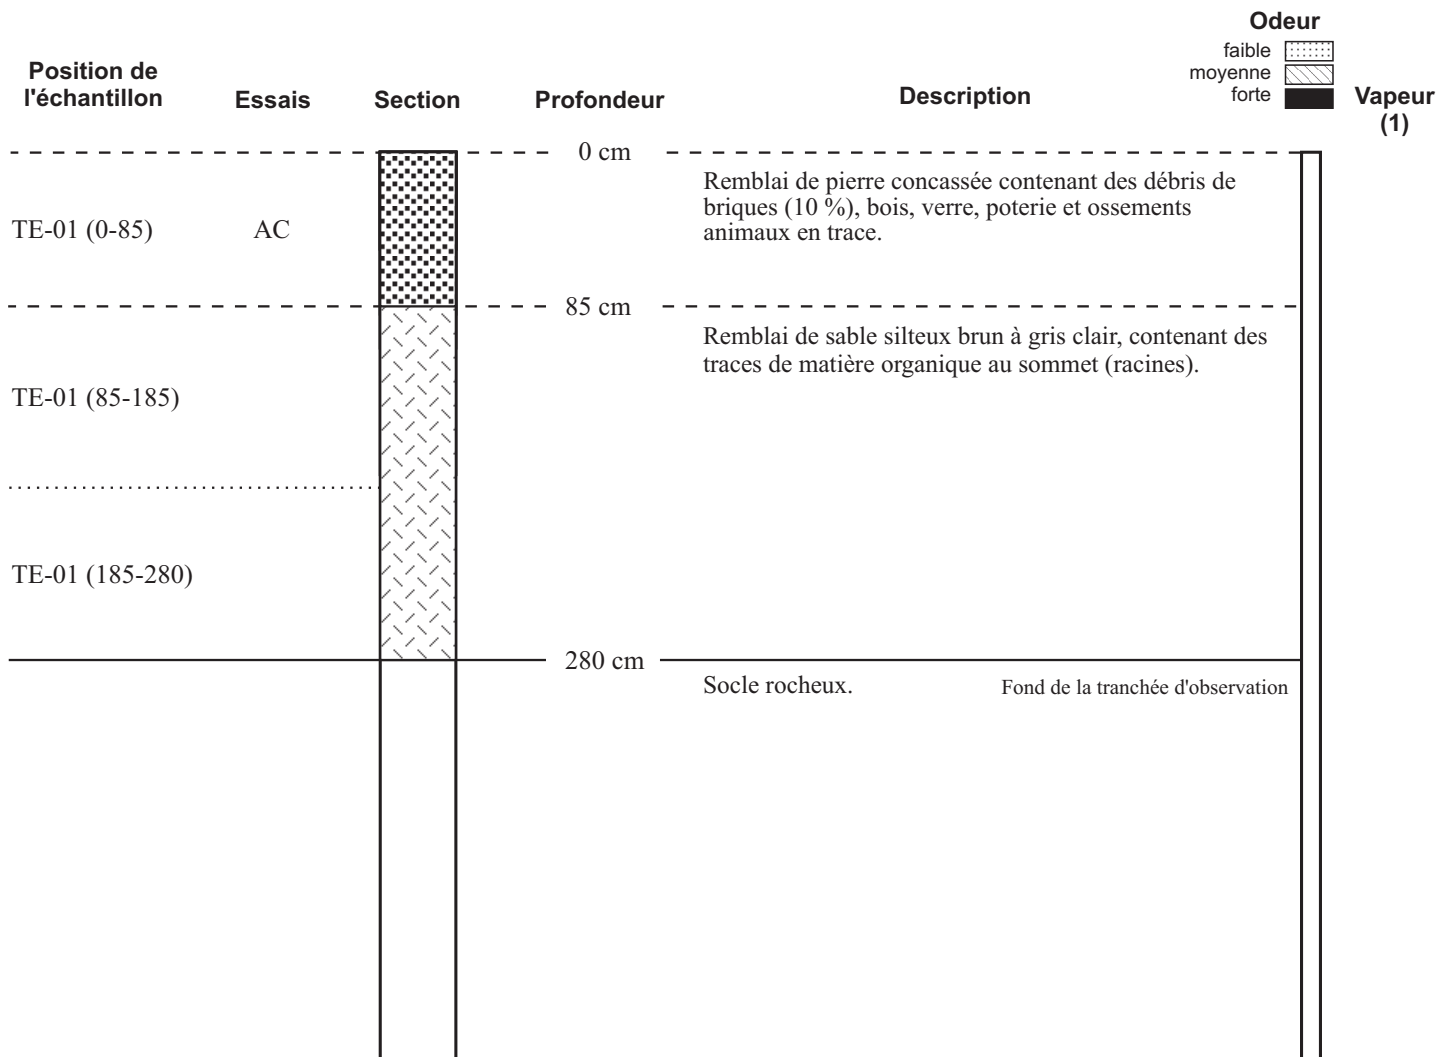 Odeur
faible
moyenne
forte
Position de
l'échantillon
Essais
Section
Profondeur
Description
Vapeur
(1)
0 cm
Remblai de pierre concassée contenant des débris de
briques (10 %), bois, verre, poterie et ossements
animaux en trace.
TE-01 (0-85)
AC
85 cm
Remblai de sable silteux brun à gris clair, contenant des
traces de matière organique au sommet (racines).
TE-01 (85-185)
TE-01 (185-280)
280 cm
Socle rocheux.
Fond de la tranchée d'observation